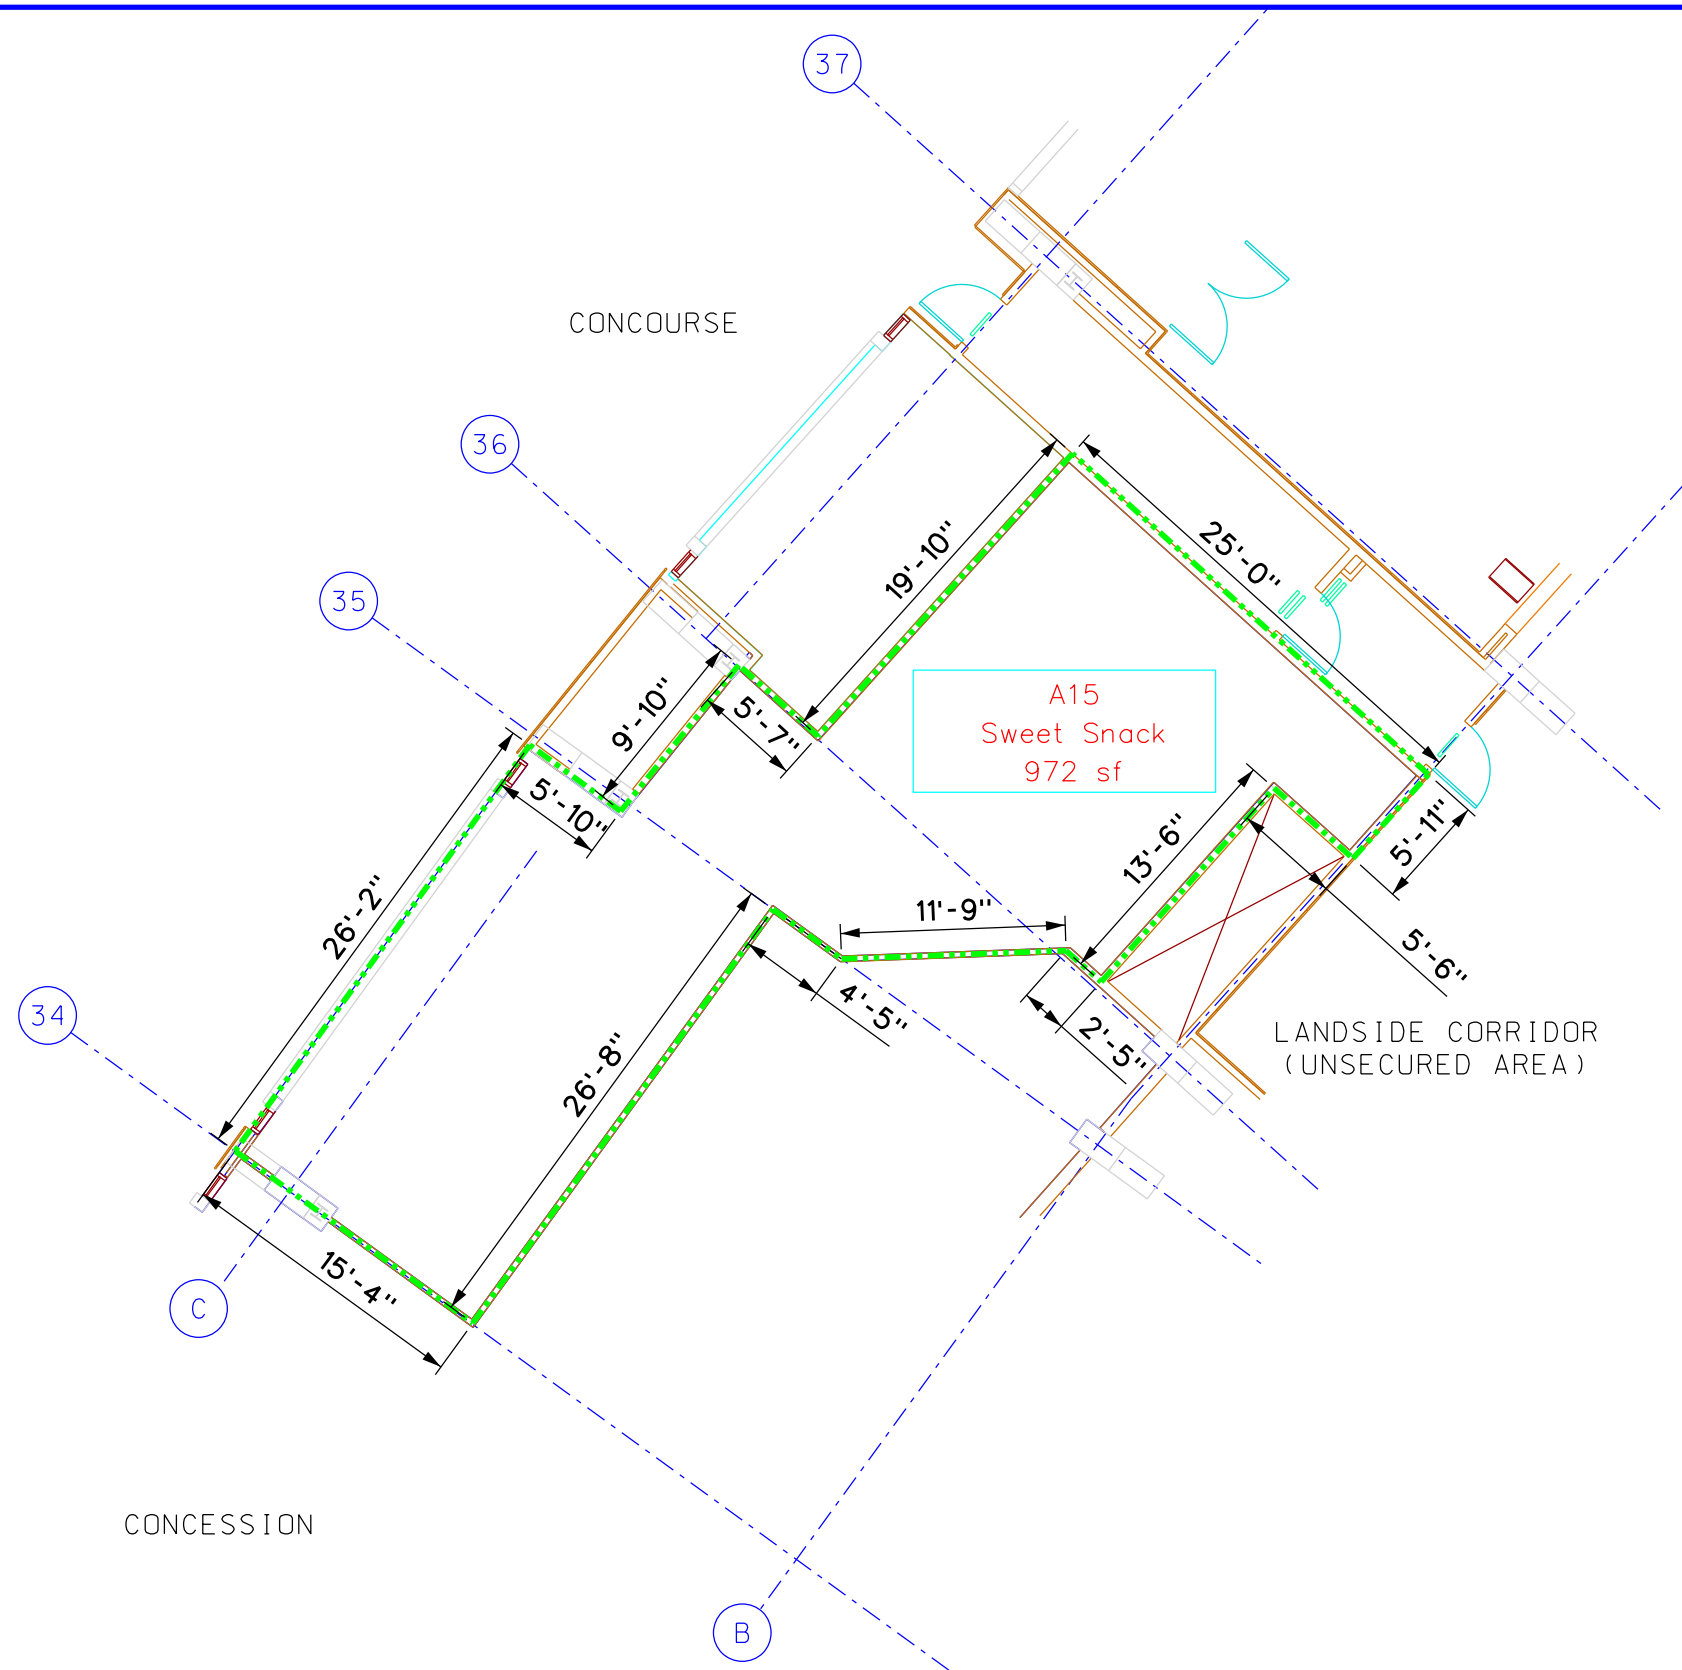 37
CONCOURSE
36
19'-10"
25'-0"
35
9'-10"
5'-7"
A15
Sweet Snack
972 sf
5'-10"
13'-6"
5'-11"
26'-2"
11'-9"
5'-6"
4'-5"
34
2'-5"
LANDSIDE CORRIDOR
(UNSECURED AREA)
26'-8"
15'-4"
C
CONCESSION
B